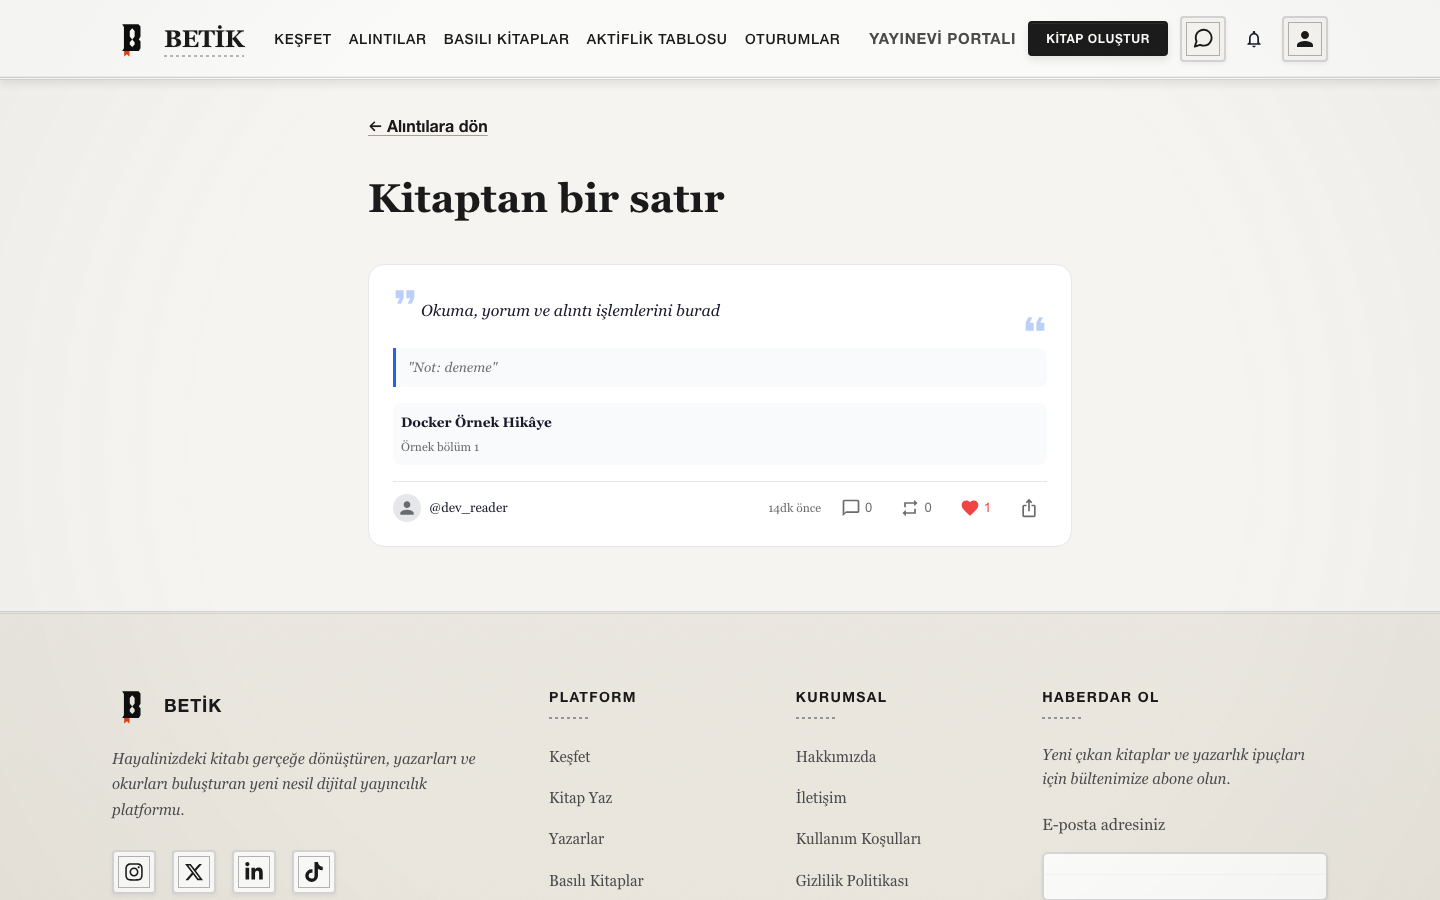 BETİK
KEŞFET
ALINTILAR
BASILI KİTAPLAR
AKTİFLİK TABLOSU
OTURUMLAR
YAYINEVİ PORTALI
KİTAP OLUŞTUR
← Alıntılara dön
Kitaptan bir satır
Okuma, yorum ve alıntı işlemlerini burad
"Not: deneme"
Docker Örnek Hikâye
Örnek bölüm 1
@dev_reader
14dk önce
0
0
1
BETİK
Hayalinizdeki kitabı gerçeğe dönüştüren, yazarları ve
okurları buluşturan yeni nesil dijital yayıncılık
platformu.
PLATFORM
Keşfet
Kitap Yaz
Yazarlar
Basılı Kitaplar
KURUMSAL
Hakkımızda
İletişim
Kullanım Koşulları
Gizlilik Politikası
HABERDAR OL
Yeni çıkan kitaplar ve yazarlık ipuçları
için bültenimize abone olun.
E-posta adresiniz